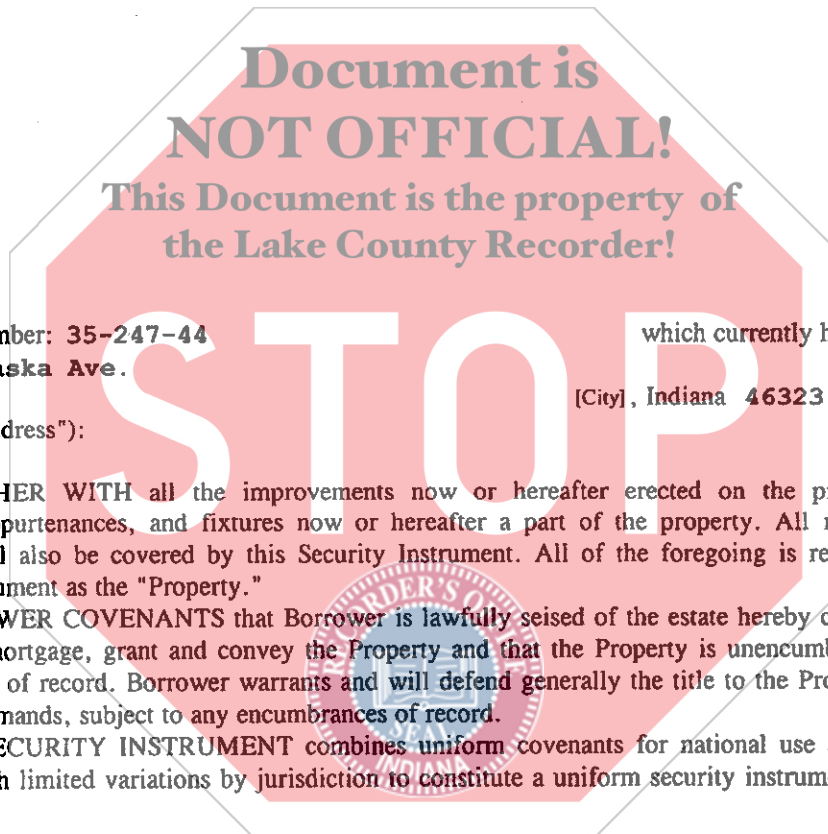 Document is
NOT OFFICIAL!
This Document is the property of
the Lake County Recorder!
STOP
mber: 35-247-44 which currently h
aska Ave.
[City], Indiana 46323
dress"):
HER WITH all the improvements now or hereafter erected on the p
purtenances, and fixtures now or hereafter a part of the property. All
l also be covered by this Security Instrument. All of the foregoing is re
ument as the "Property."
WER COVENANTS that Borrower is lawfully seised of the estate hereby c
nortgage, grant and convey the Property and that the Property is unencumb
of record. Borrower warrants and will defend generally the title to the Pro
mands, subject to any encumbrances of record.
ECURITY INSTRUMENT combines uniform covenants for national use
h limited variations by jurisdiction to constitute a uniform security instrum
RECORDER'S OFFICE
SEAL
INDIANA